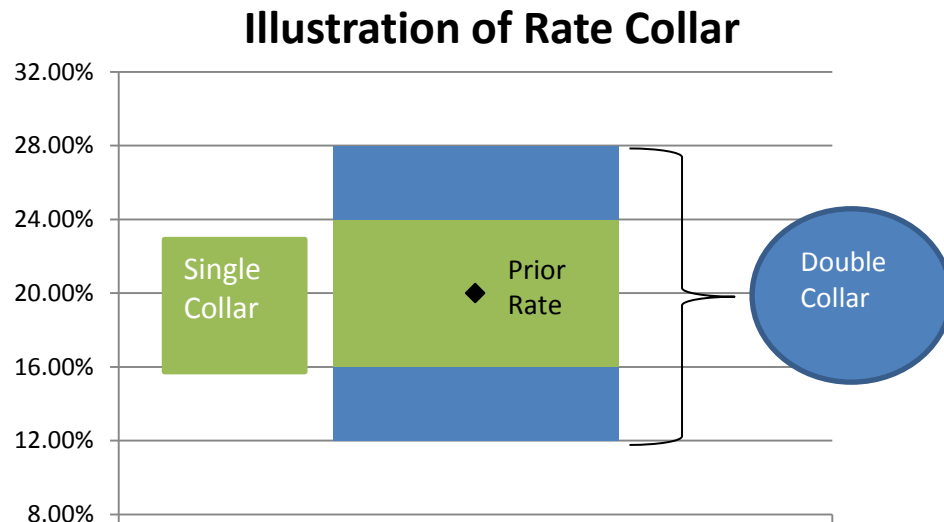 Illustration of Rate Collar
32.00%
28.00%
24.00%
20.00%
16.00%
12.00%
8.00%
Single
Collar
Prior
Rate
Double
Collar